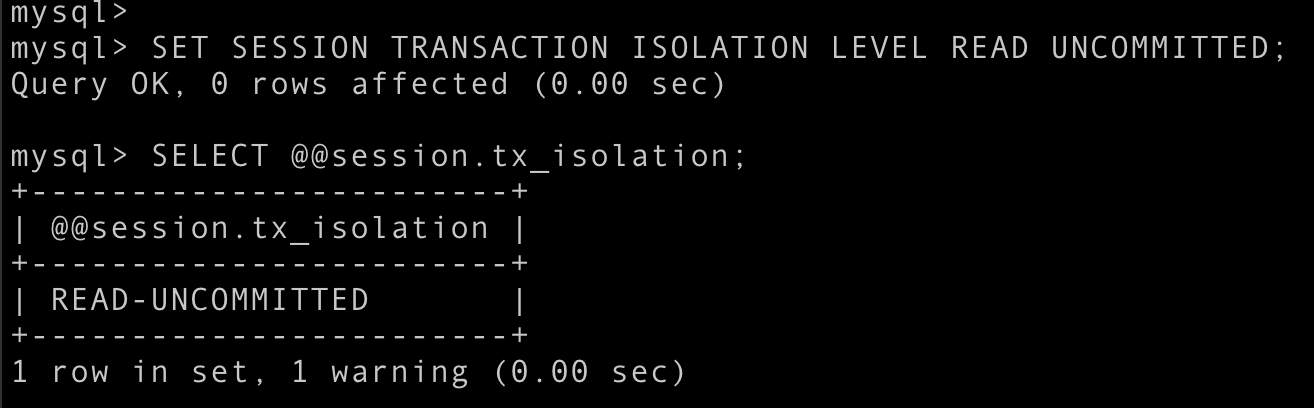 mysql>
mysql> SET SESSION TRANSACTION ISOLATION LEVEL READ UNCOMMITTED;
Query OK, 0 rows affected (0.00 sec)
mysql> SELECT @@session.tx_isolation;
+------------------------+
| @@session.tx_isolation |
+------------------------+
| READ-UNCOMMITTED       |
+------------------------+
1 row in set, 1 warning (0.00 sec)